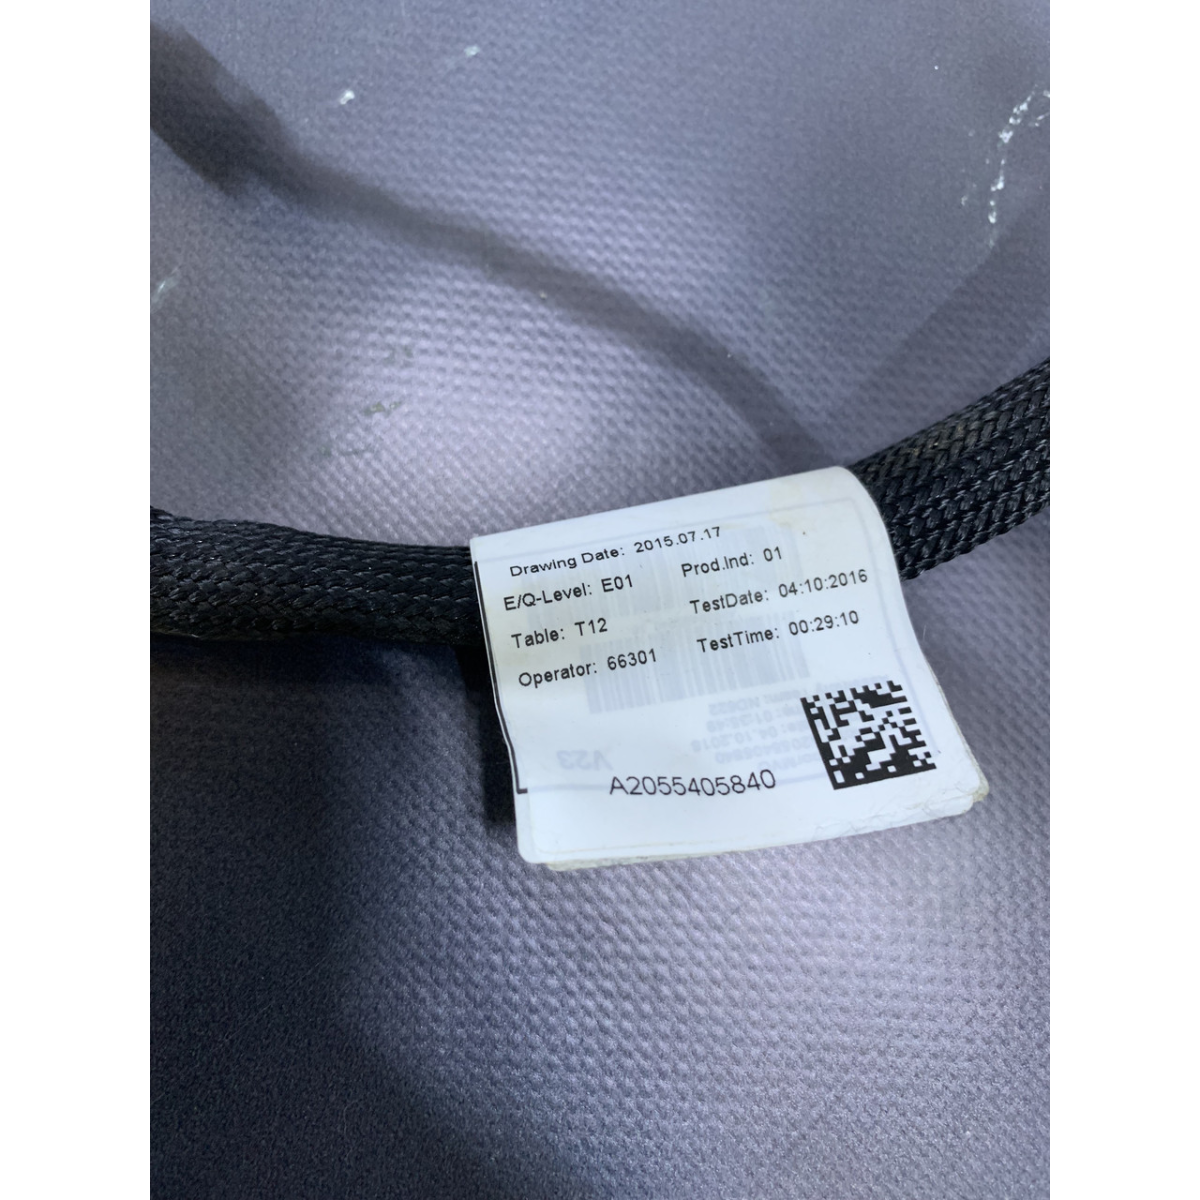 Drawing Date: 2015.07.17
E/Q-Level: E01 Prod.Ind: 01
Table: T12 TestDate: 04:10:2016
Operator: 66301 TestTime: 00:29:10
A2055405840
V23